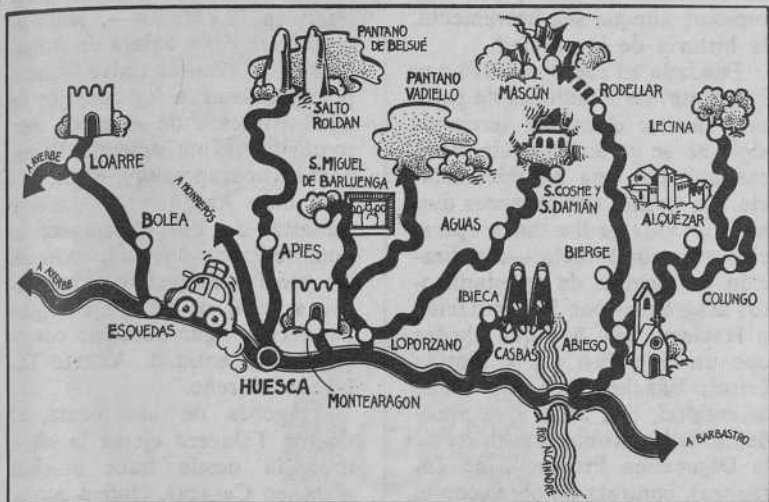 PANTANO
DE BELSUÉ
SALTO
ROLDAN
PANTANO
VADIELLO
MASCÚN
RODELLAR
LECINA
A AYERBE
LOARRE
A MONREPÓS
S. MIGUEL
DE BARLUENGA
S. COSME Y
S. DAMIÁN
ALQUÉZAR
BOLEA
APIES
AGUAS
BIERGE
A AYERBE
IBIECA
COLUNGO
ESQUEDAS
LOPORZANO
CASBAS
ABIEGO
HUESCA
MONTEARAGON
RIO ALCANADRE
A BARBASTRO